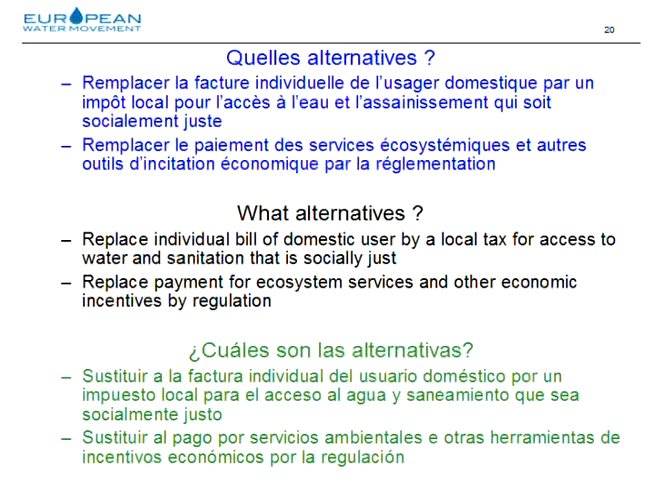 EUROPEAN
WATER MOVEMENT
20
Quelles alternatives ?
– Remplacer la facture individuelle de l'usager domestique par un
impôt local pour l'accès à l'eau et l'assainissement qui soit
socialement juste
– Remplacer le paiement des services écosystémiques et autres
outils d'incitation économique par la réglementation
What alternatives ?
– Replace individual bill of domestic user by a local tax for access to
water and sanitation that is socially just
– Replace payment for ecosystem services and other economic
incentives by regulation
¿Cuáles son las alternativas?
– Sustituir a la factura individual del usuario doméstico por un
impuesto local para el acceso al agua y saneamiento que sea
socialmente justo
– Sustituir al pago por servicios ambientales e otras herramientas de
incentivos económicos por la regulación